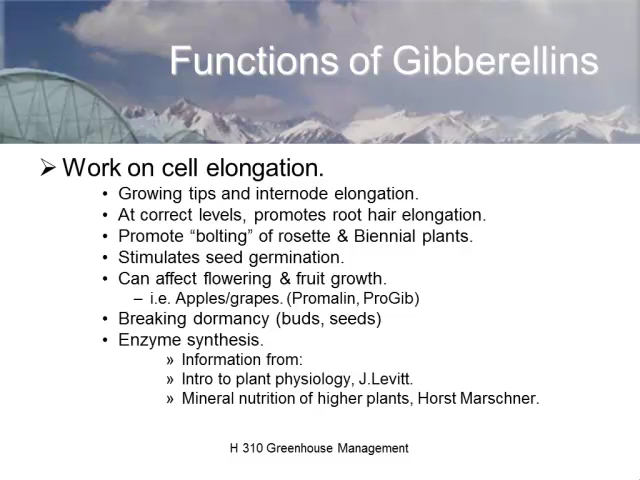 Functions of Gibberellins
➢ Work on cell elongation.
• Growing tips and internode elongation.
• At correct levels, promotes root hair elongation.
• Promote “bolting” of rosette & Biennial plants.
• Stimulates seed germination.
• Can affect flowering & fruit growth.
– i.e. Apples/grapes. (Promalin, ProGib)
• Breaking dormancy (buds, seeds)
• Enzyme synthesis.
» Information from:
» Intro to plant physiology, J.Levitt.
» Mineral nutrition of higher plants, Horst Marschner.
H 310 Greenhouse Management